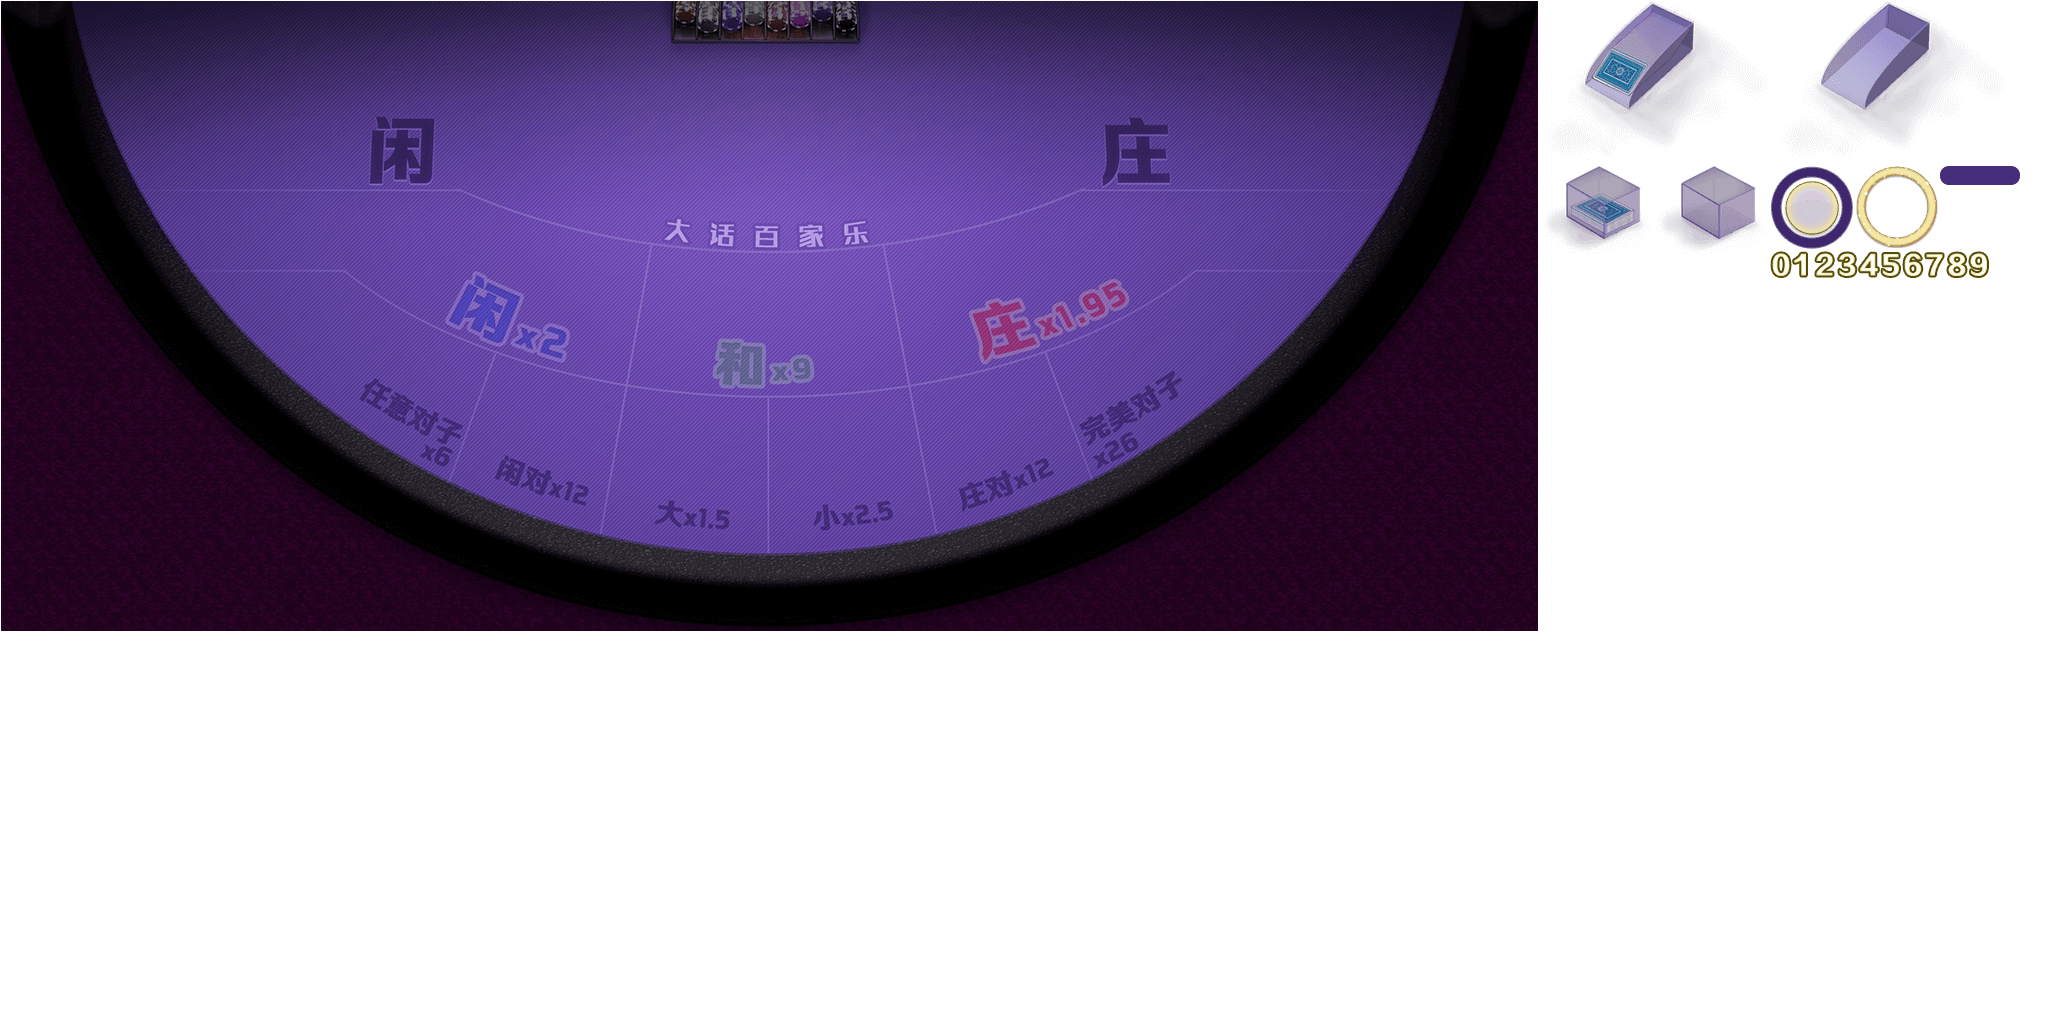 闲
庄
大话百家乐
闲x2
和x9
庄x1.95
任意对子
x6
闲对x12
大x1.5
小x2.5
庄对x12
完美对子
x26
0123456789